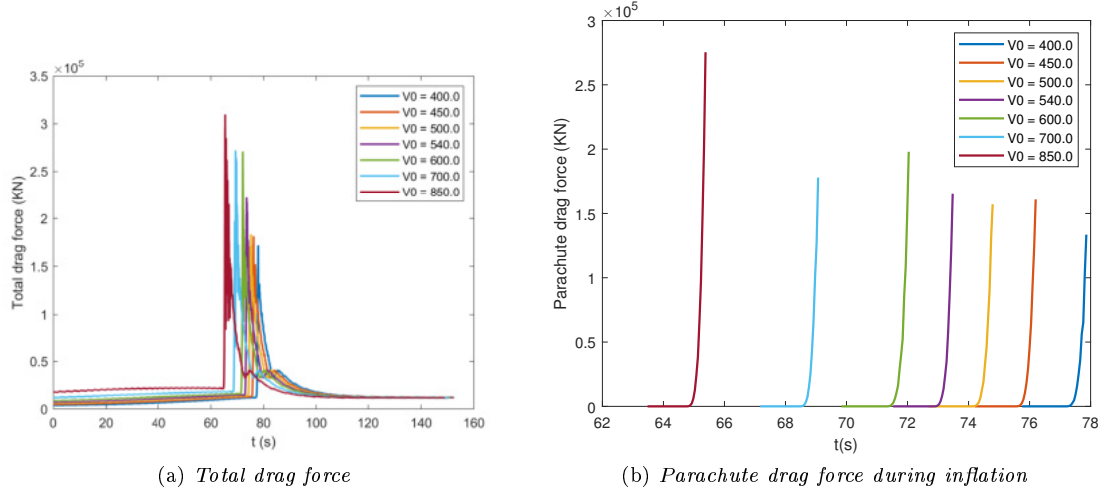 ×10^5
3.5
3
2.5
2
1.5
1
0.5
0
Total drag force (KN)
0 20 40 60 80 100 120 140 160
t (s)
V0 = 400.0
V0 = 450.0
V0 = 500.0
V0 = 540.0
V0 = 600.0
V0 = 700.0
V0 = 850.0
(a) Total drag force
×10^5
3
2.5
2
1.5
1
0.5
0
Parachute drag force (KN)
62 64 66 68 70 72 74 76 78
t(s)
V0 = 400.0
V0 = 450.0
V0 = 500.0
V0 = 540.0
V0 = 600.0
V0 = 700.0
V0 = 850.0
(b) Parachute drag force during inflation